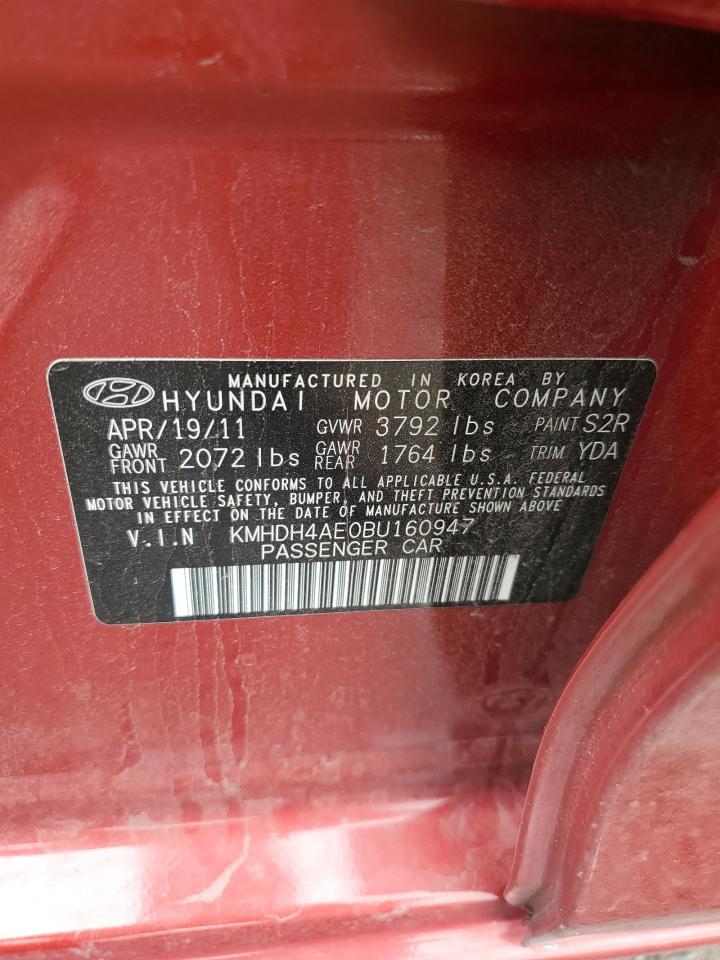 MANUFACTURED IN KOREA BY
HYUNDAI MOTOR COMPANY
APR/19/11 GVWR 3792 lbs PAINT S2R
GAWR FRONT 2072 lbs GAWR REAR 1764 lbs TRIM YDA
THIS VEHICLE CONFORMS TO ALL APPLICABLE U.S.A. FEDERAL
MOTOR VEHICLE SAFETY, BUMPER, AND THEFT PREVENTION STANDARDS
IN EFFECT ON THE DATE OF MANUFACTURE SHOWN ABOVE.
V.I.N KMHDH4AE0BU160947
PASSENGER CAR